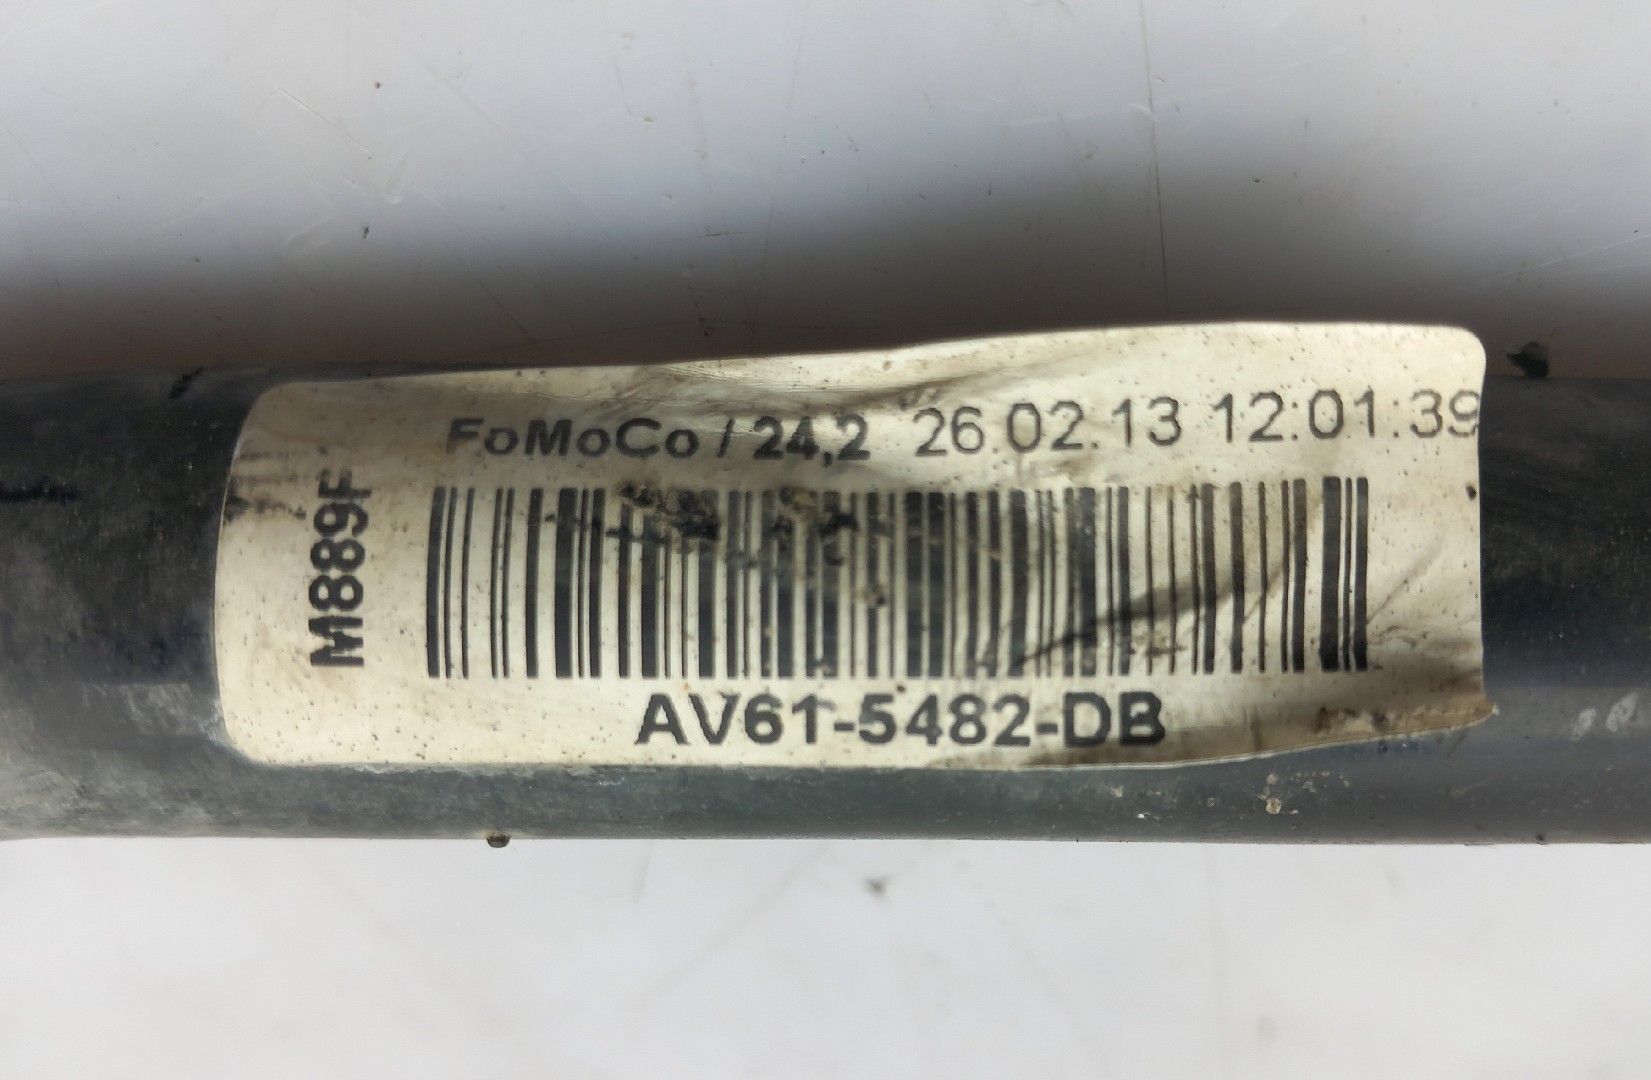 FoMoCo / 24,2 26.02.13 12:01:39
M889F
AV61-5482-DB